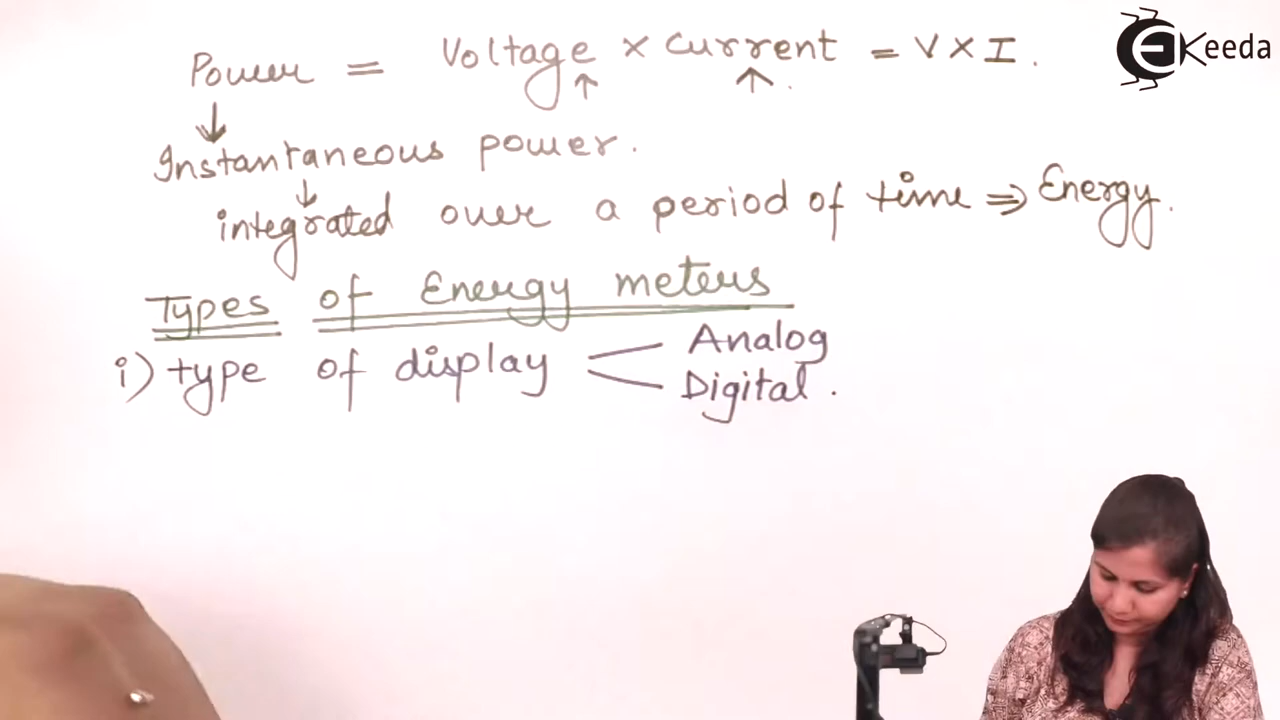 Power = Voltage × Current = V × I.
Ekeeda
↑ ↑
↓
Instantaneous power.
↓
integrated over a period of time ⇒ Energy.
Types of Energy meters
i) type of display
Analog
Digital.